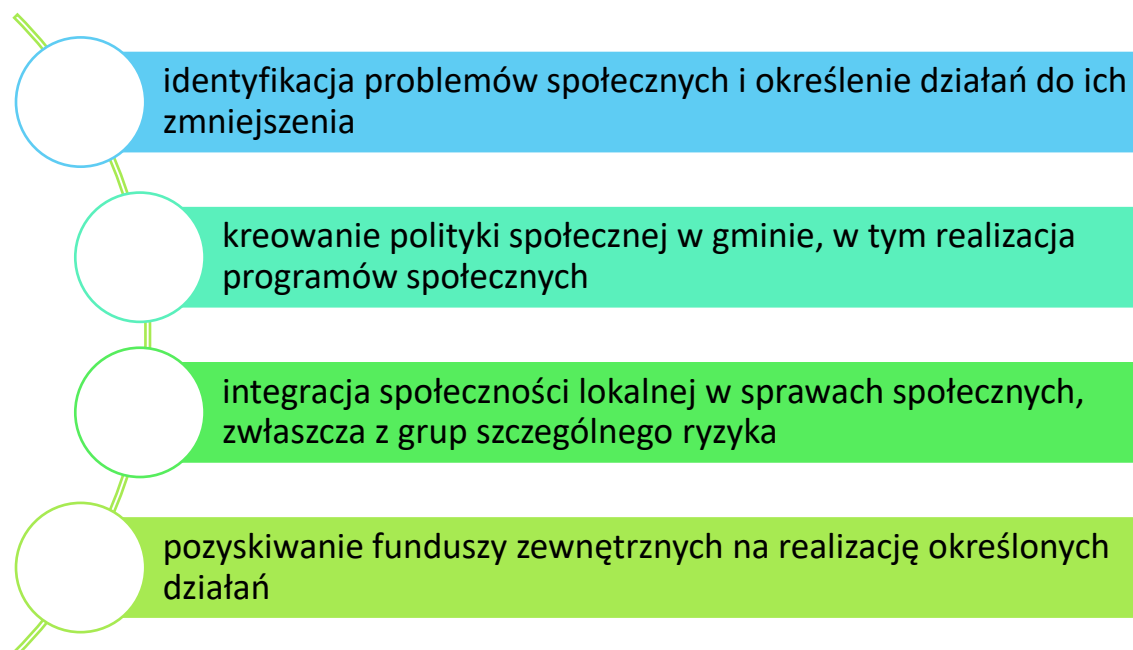 identyfikacja problemów społecznych i określenie działań do ich
zmniejszenia
kreowanie polityki społecznej w gminie, w tym realizacja
programów społecznych
integracja społeczności lokalnej w sprawach społecznych,
zwłaszcza z grup szczególnego ryzyka
pozyskiwanie funduszy zewnętrznych na realizację określonych
działań